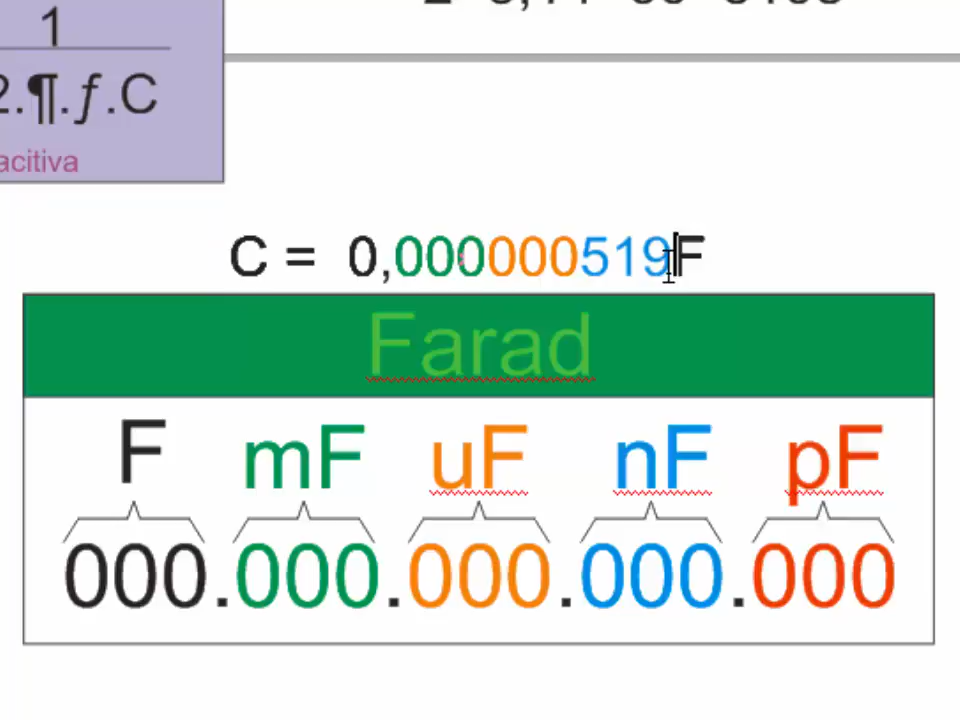 1
2.¶.ƒ.C
acitiva
C = 0,000000519F
Farad
F mF uF nF pF
000.000.000.000.000